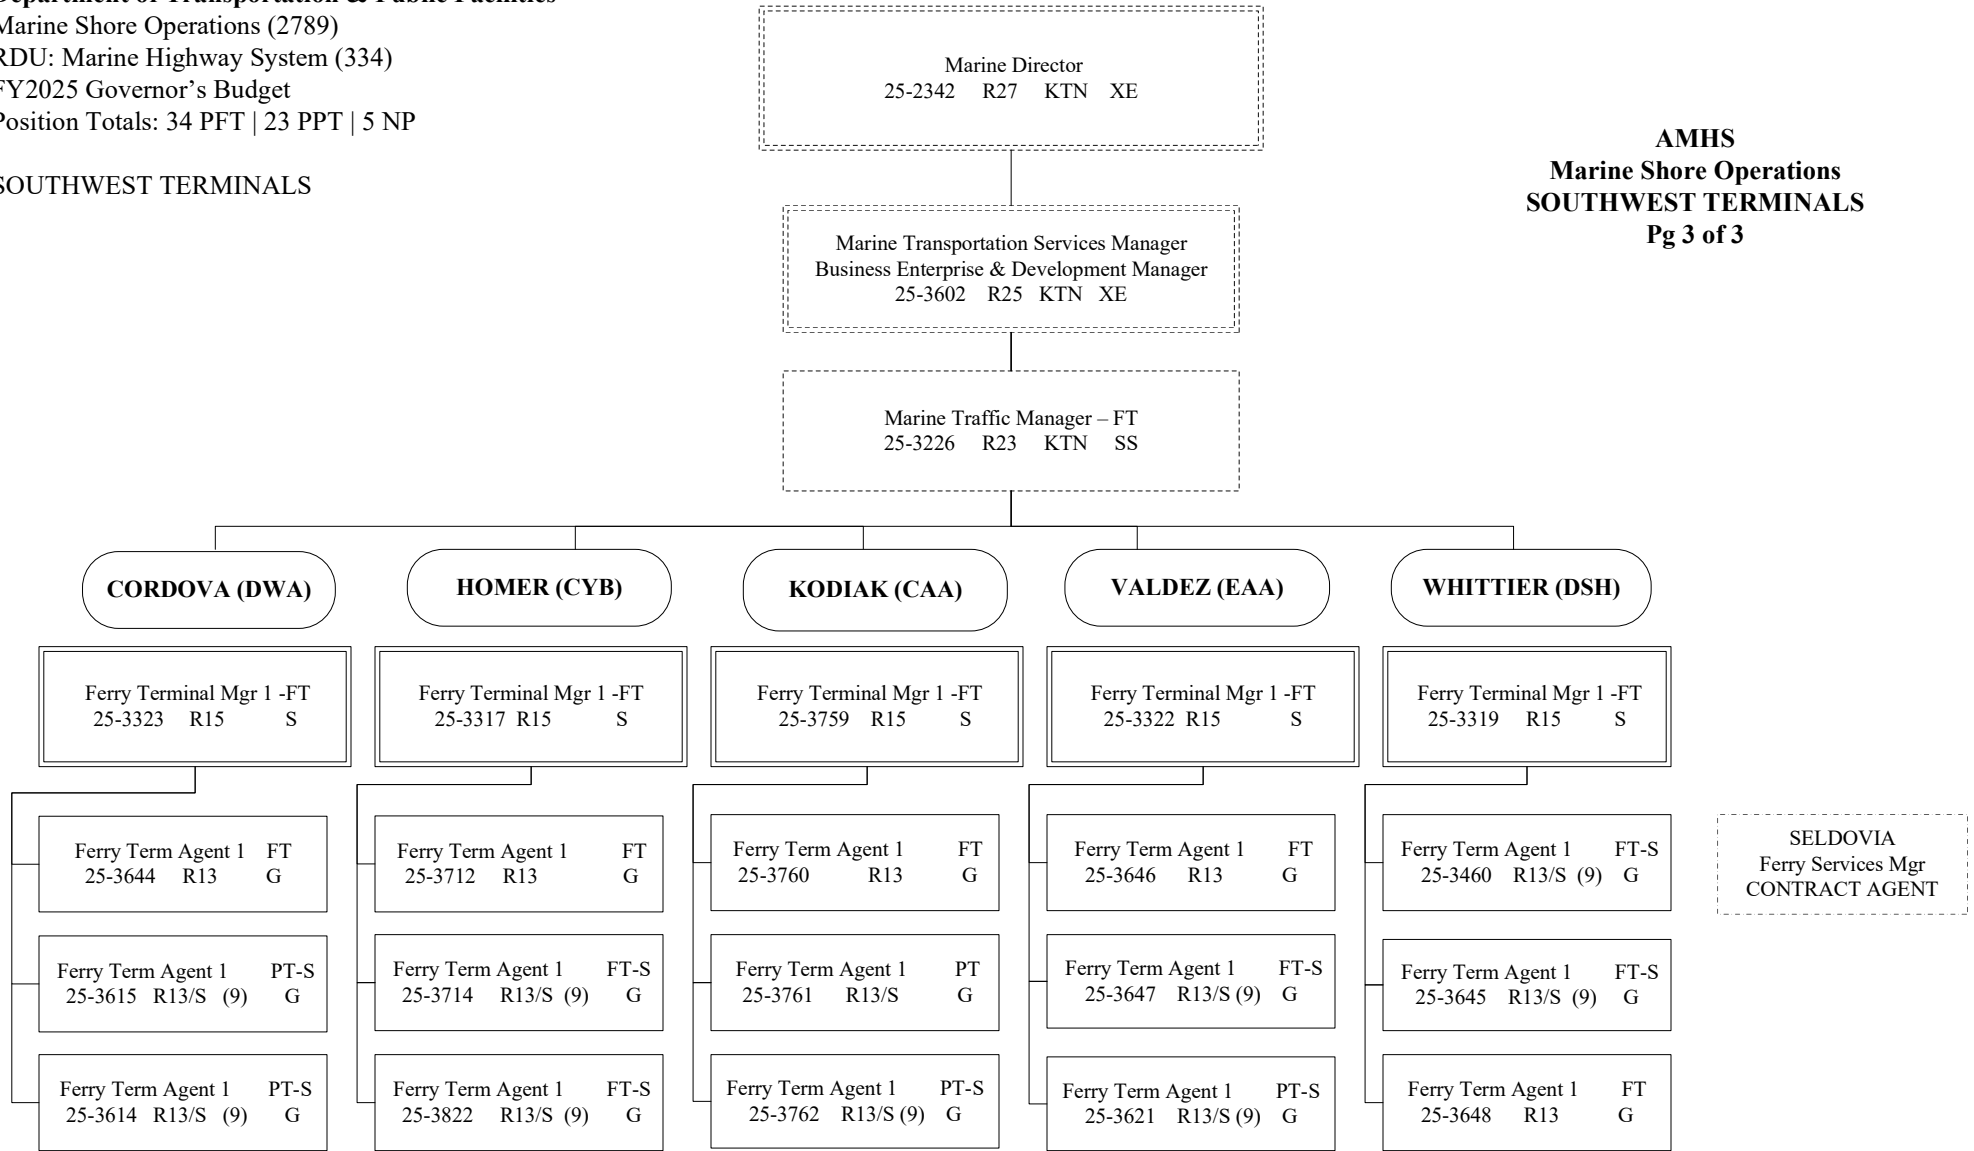 Department of Transportation & Public Facilities
Marine Shore Operations (2789)
RDU: Marine Highway System (334)
FY2025 Governor's Budget
Position Totals: 34 PFT | 23 PPT | 5 NP
SOUTHWEST TERMINALS
Marine Director
25-2342 R27 KTN XE
AMHS
Marine Shore Operations
SOUTHWEST TERMINALS
Pg 3 of 3
Marine Transportation Services Manager
Business Enterprise & Development Manager
25-3602 R25 KTN XE
Marine Traffic Manager – FT
25-3226 R23 KTN SS
CORDOVA (DWA)
Ferry Terminal Mgr 1 -FT
25-3323 R15 S
Ferry Term Agent 1 FT
25-3644 R13 G
Ferry Term Agent 1 PT-S
25-3615 R13/S (9) G
Ferry Term Agent 1 PT-S
25-3614 R13/S (9) G
HOMER (CYB)
Ferry Terminal Mgr 1 -FT
25-3317 R15 S
Ferry Term Agent 1 FT
25-3712 R13 G
Ferry Term Agent 1 FT-S
25-3714 R13/S (9) G
Ferry Term Agent 1 FT-S
25-3822 R13/S (9) G
KODIAK (CAA)
Ferry Terminal Mgr 1 -FT
25-3759 R15 S
Ferry Term Agent 1 FT
25-3760 R13 G
Ferry Term Agent 1 PT
25-3761 R13/S G
Ferry Term Agent 1 PT-S
25-3762 R13/S (9) G
VALDEZ (EAA)
Ferry Terminal Mgr 1 -FT
25-3322 R15 S
Ferry Term Agent 1 FT
25-3646 R13 G
Ferry Term Agent 1 FT-S
25-3647 R13/S (9) G
Ferry Term Agent 1 PT-S
25-3621 R13/S (9) G
WHITTIER (DSH)
Ferry Terminal Mgr 1 -FT
25-3319 R15 S
Ferry Term Agent 1 FT-S
25-3460 R13/S (9) G
Ferry Term Agent 1 FT-S
25-3645 R13/S (9) G
Ferry Term Agent 1 FT
25-3648 R13 G
SELDOVIA
Ferry Services Mgr
CONTRACT AGENT